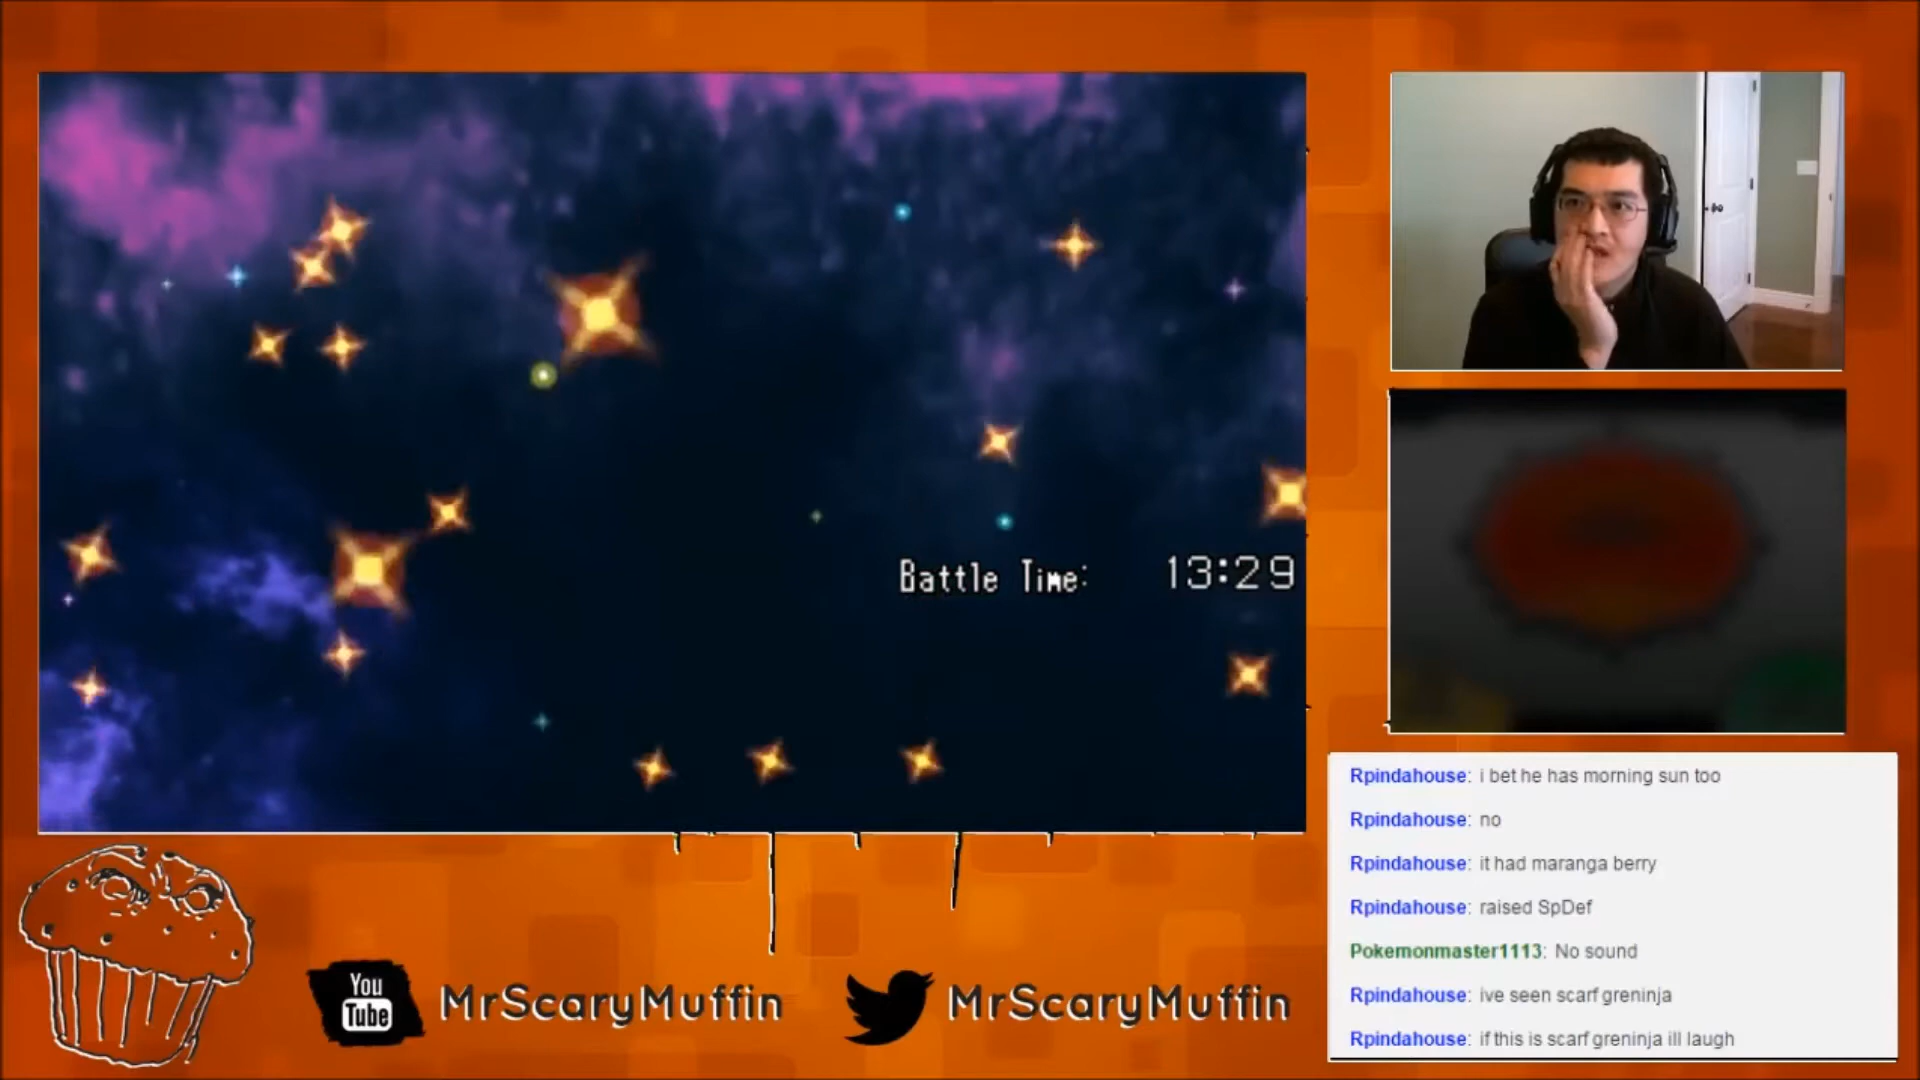 Battle Time: 13:29
Rpindahouse: i bet he has morning sun too
Rpindahouse: no
Rpindahouse: it had maranga berry
Rpindahouse: raised SpDef
Pokemonmaster1113: No sound
Rpindahouse: ive seen scarf greninja
Rpindahouse: if this is scarf greninja ill laugh
You
Tube
MrScaryMuffin
MrScaryMuffin